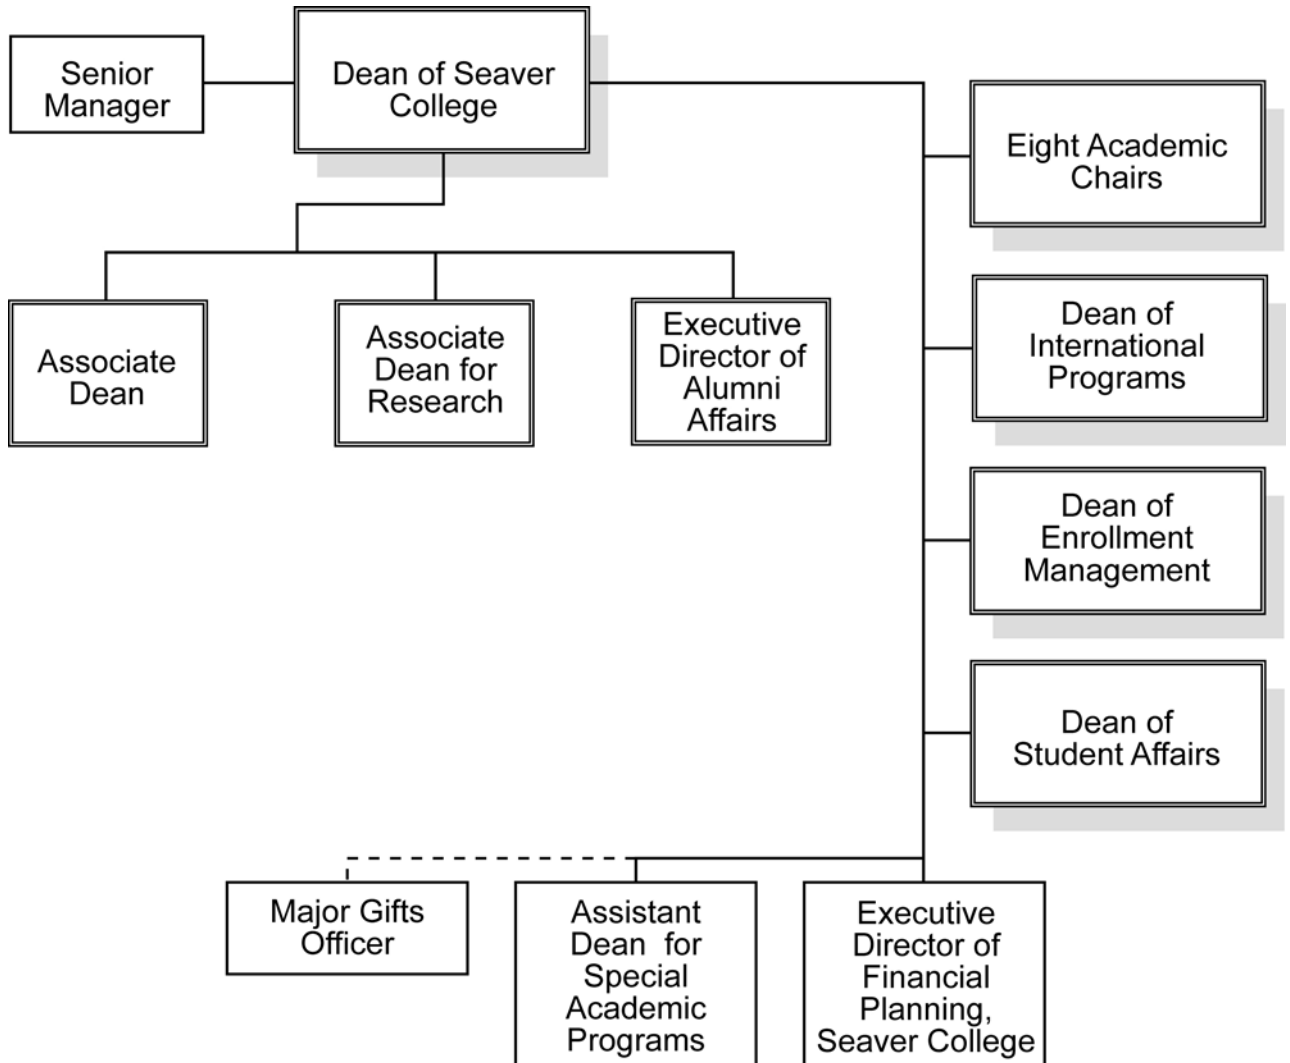 Senior
Manager
Dean of Seaver
College
Eight Academic
Chairs
Dean of
International
Programs
Associate
Dean
Associate
Dean for
Research
Executive
Director of
Alumni
Affairs
Dean of
Enrollment
Management
Dean of
Student Affairs
Major Gifts
Officer
Assistant
Dean for
Special
Academic
Programs
Executive
Director of
Financial
Planning,
Seaver College